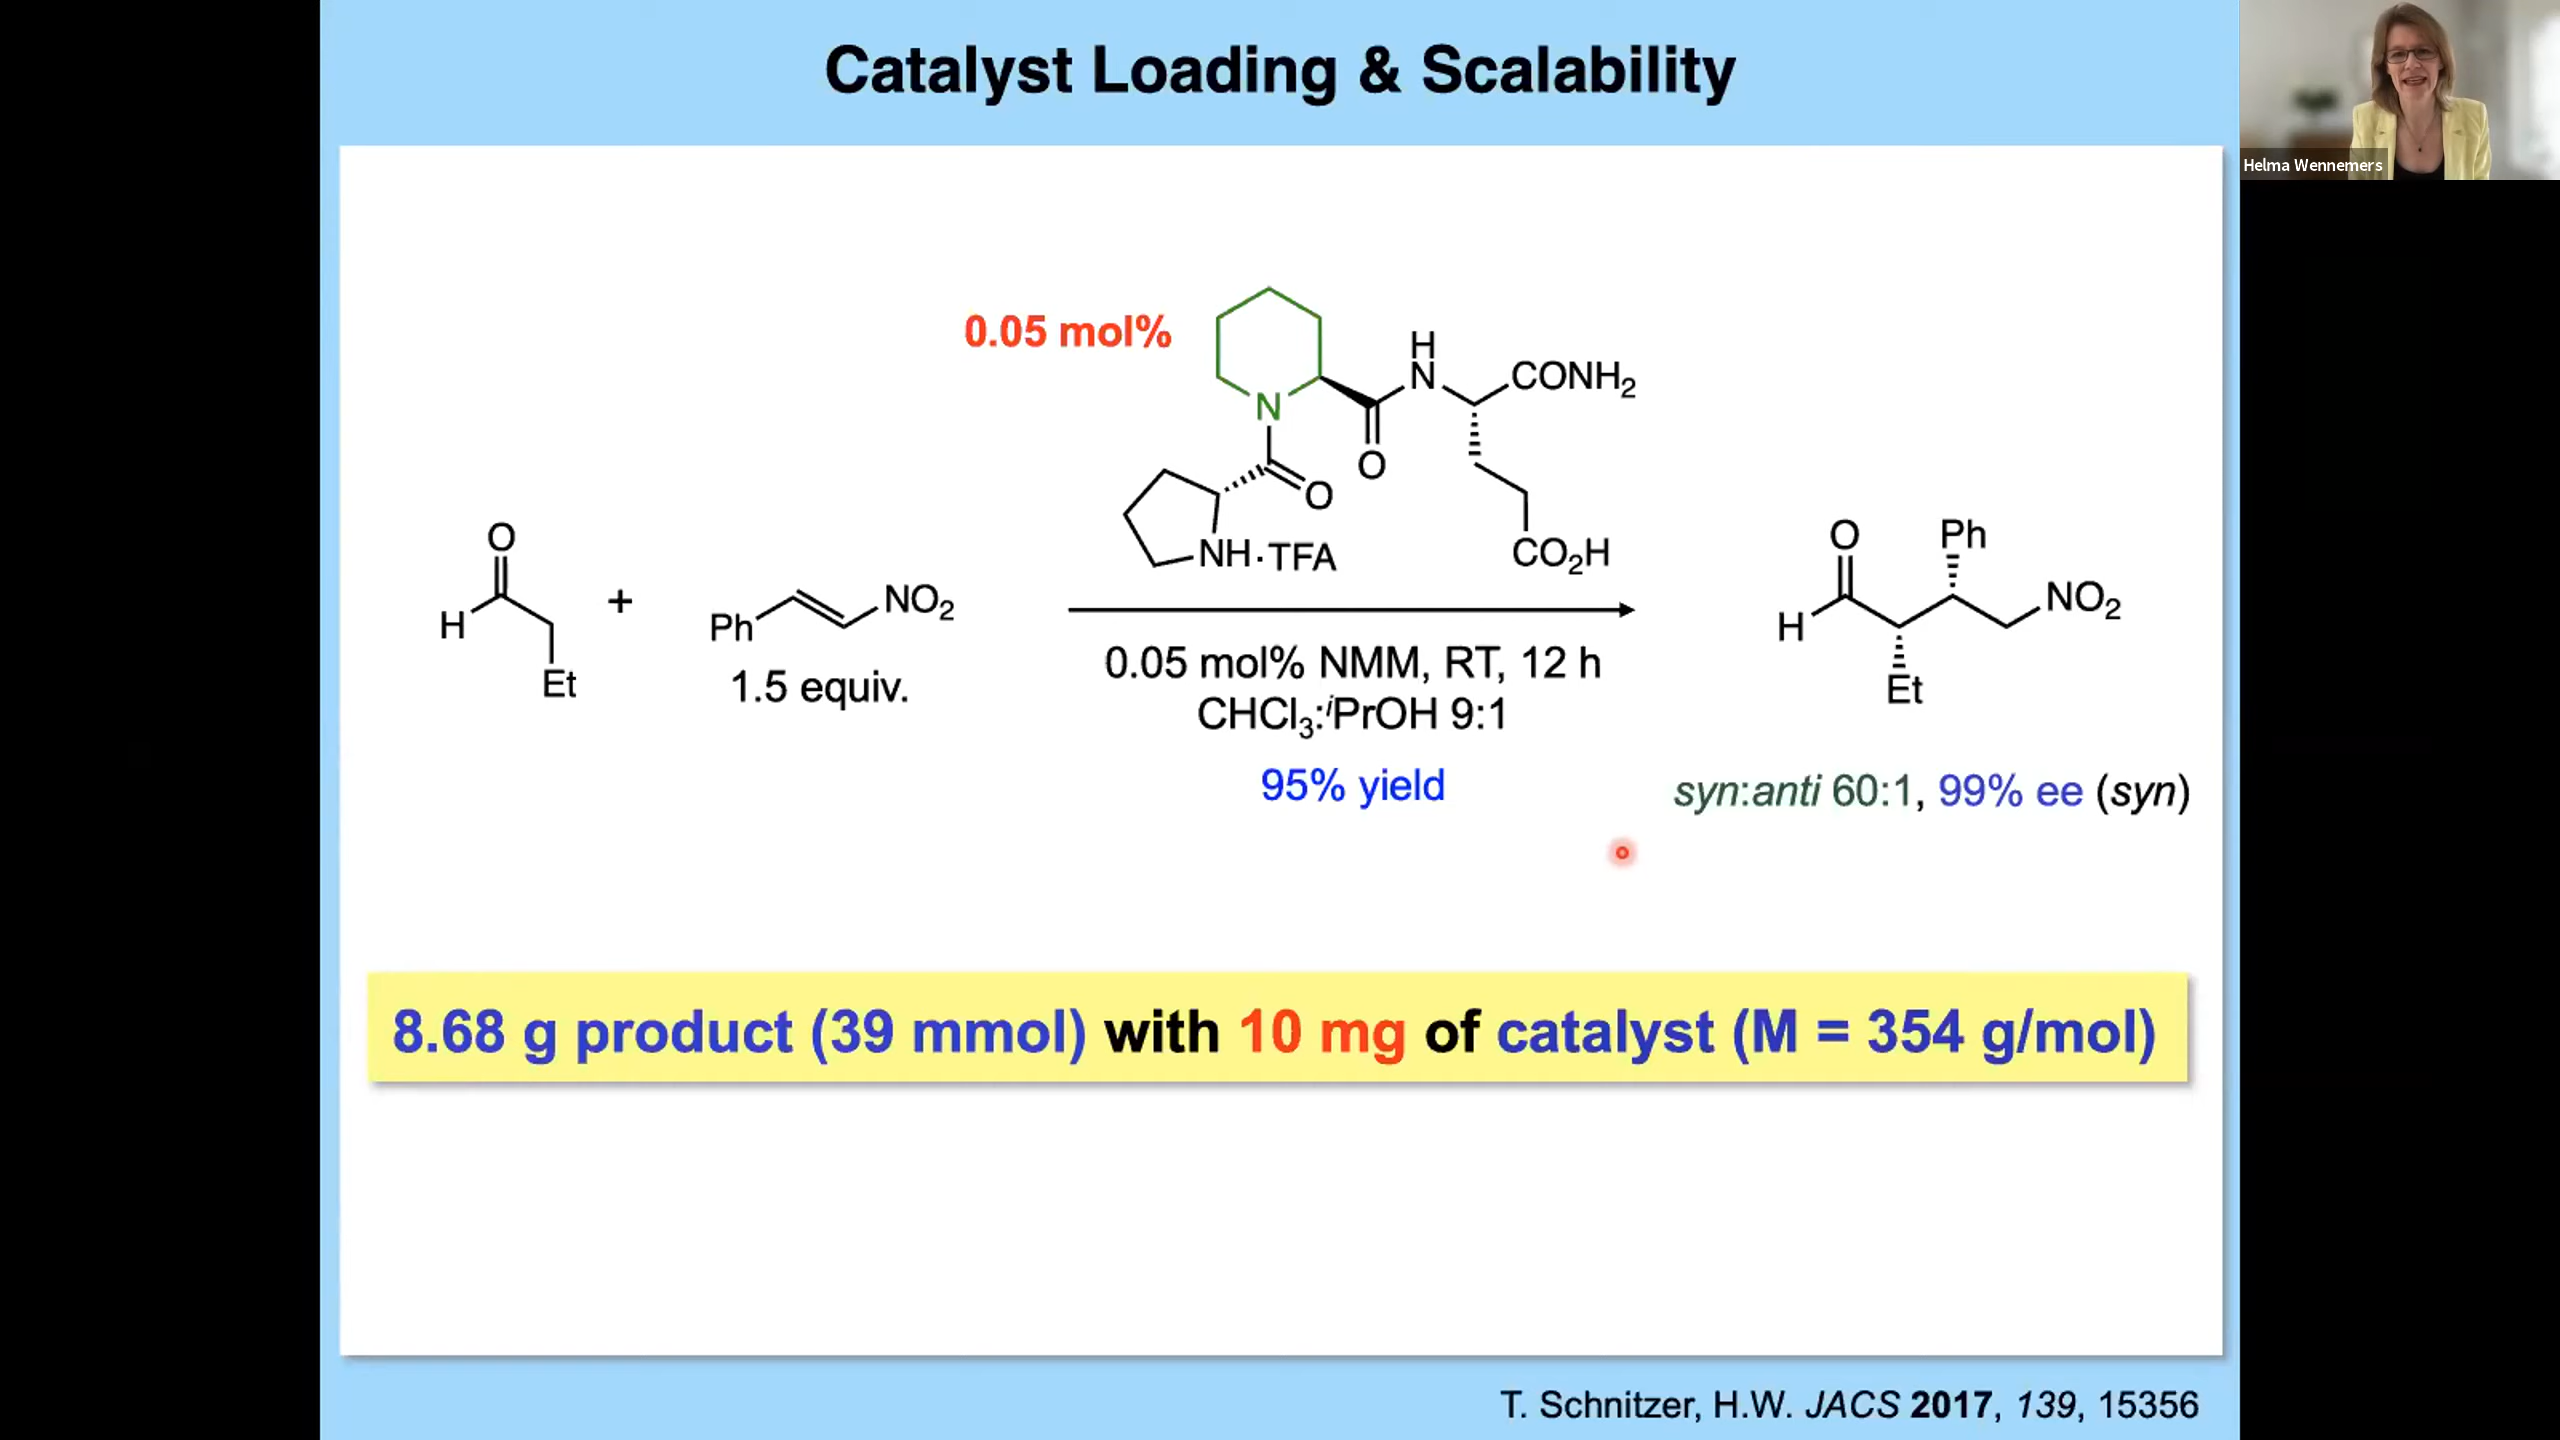 Catalyst Loading & Scalability
Helma Wennemers
0.05 mol%
N
H
N
CONH₂
O
O
NH·TFA
CO₂H
O
H
Et
+
Ph
NO₂
1.5 equiv.
0.05 mol% NMM, RT, 12 h
CHCl₃:ⁱPrOH 9:1
95% yield
O
Ph
H
NO₂
Et
syn:anti 60:1, 99% ee (syn)
8.68 g product (39 mmol) with 10 mg of catalyst (M = 354 g/mol)
T. Schnitzer, H.W. JACS 2017, 139, 15356